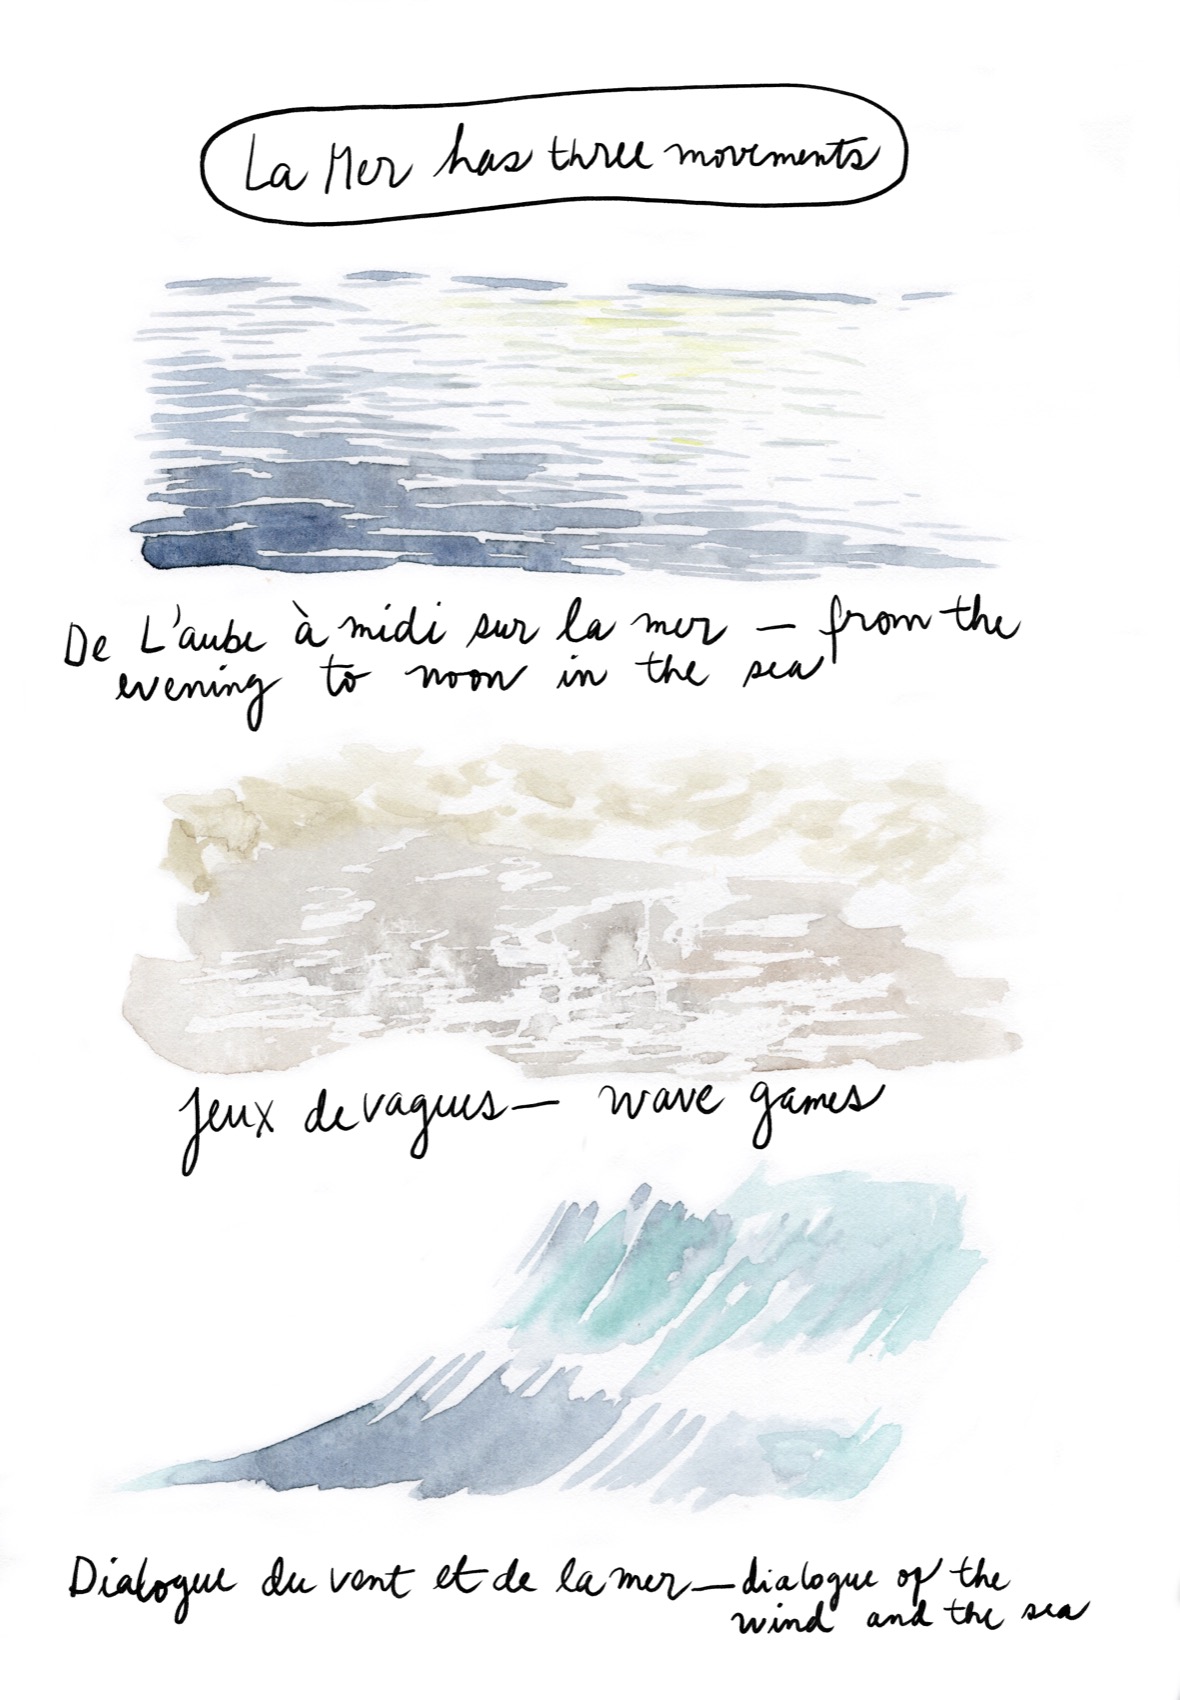 La Mer has three movements
De L'aube à midi sur la mer — from the
evening to noon in the sea
Jeux de vagues — wave games
Dialogue du vent et de la mer — dialogue of the
wind and the sea